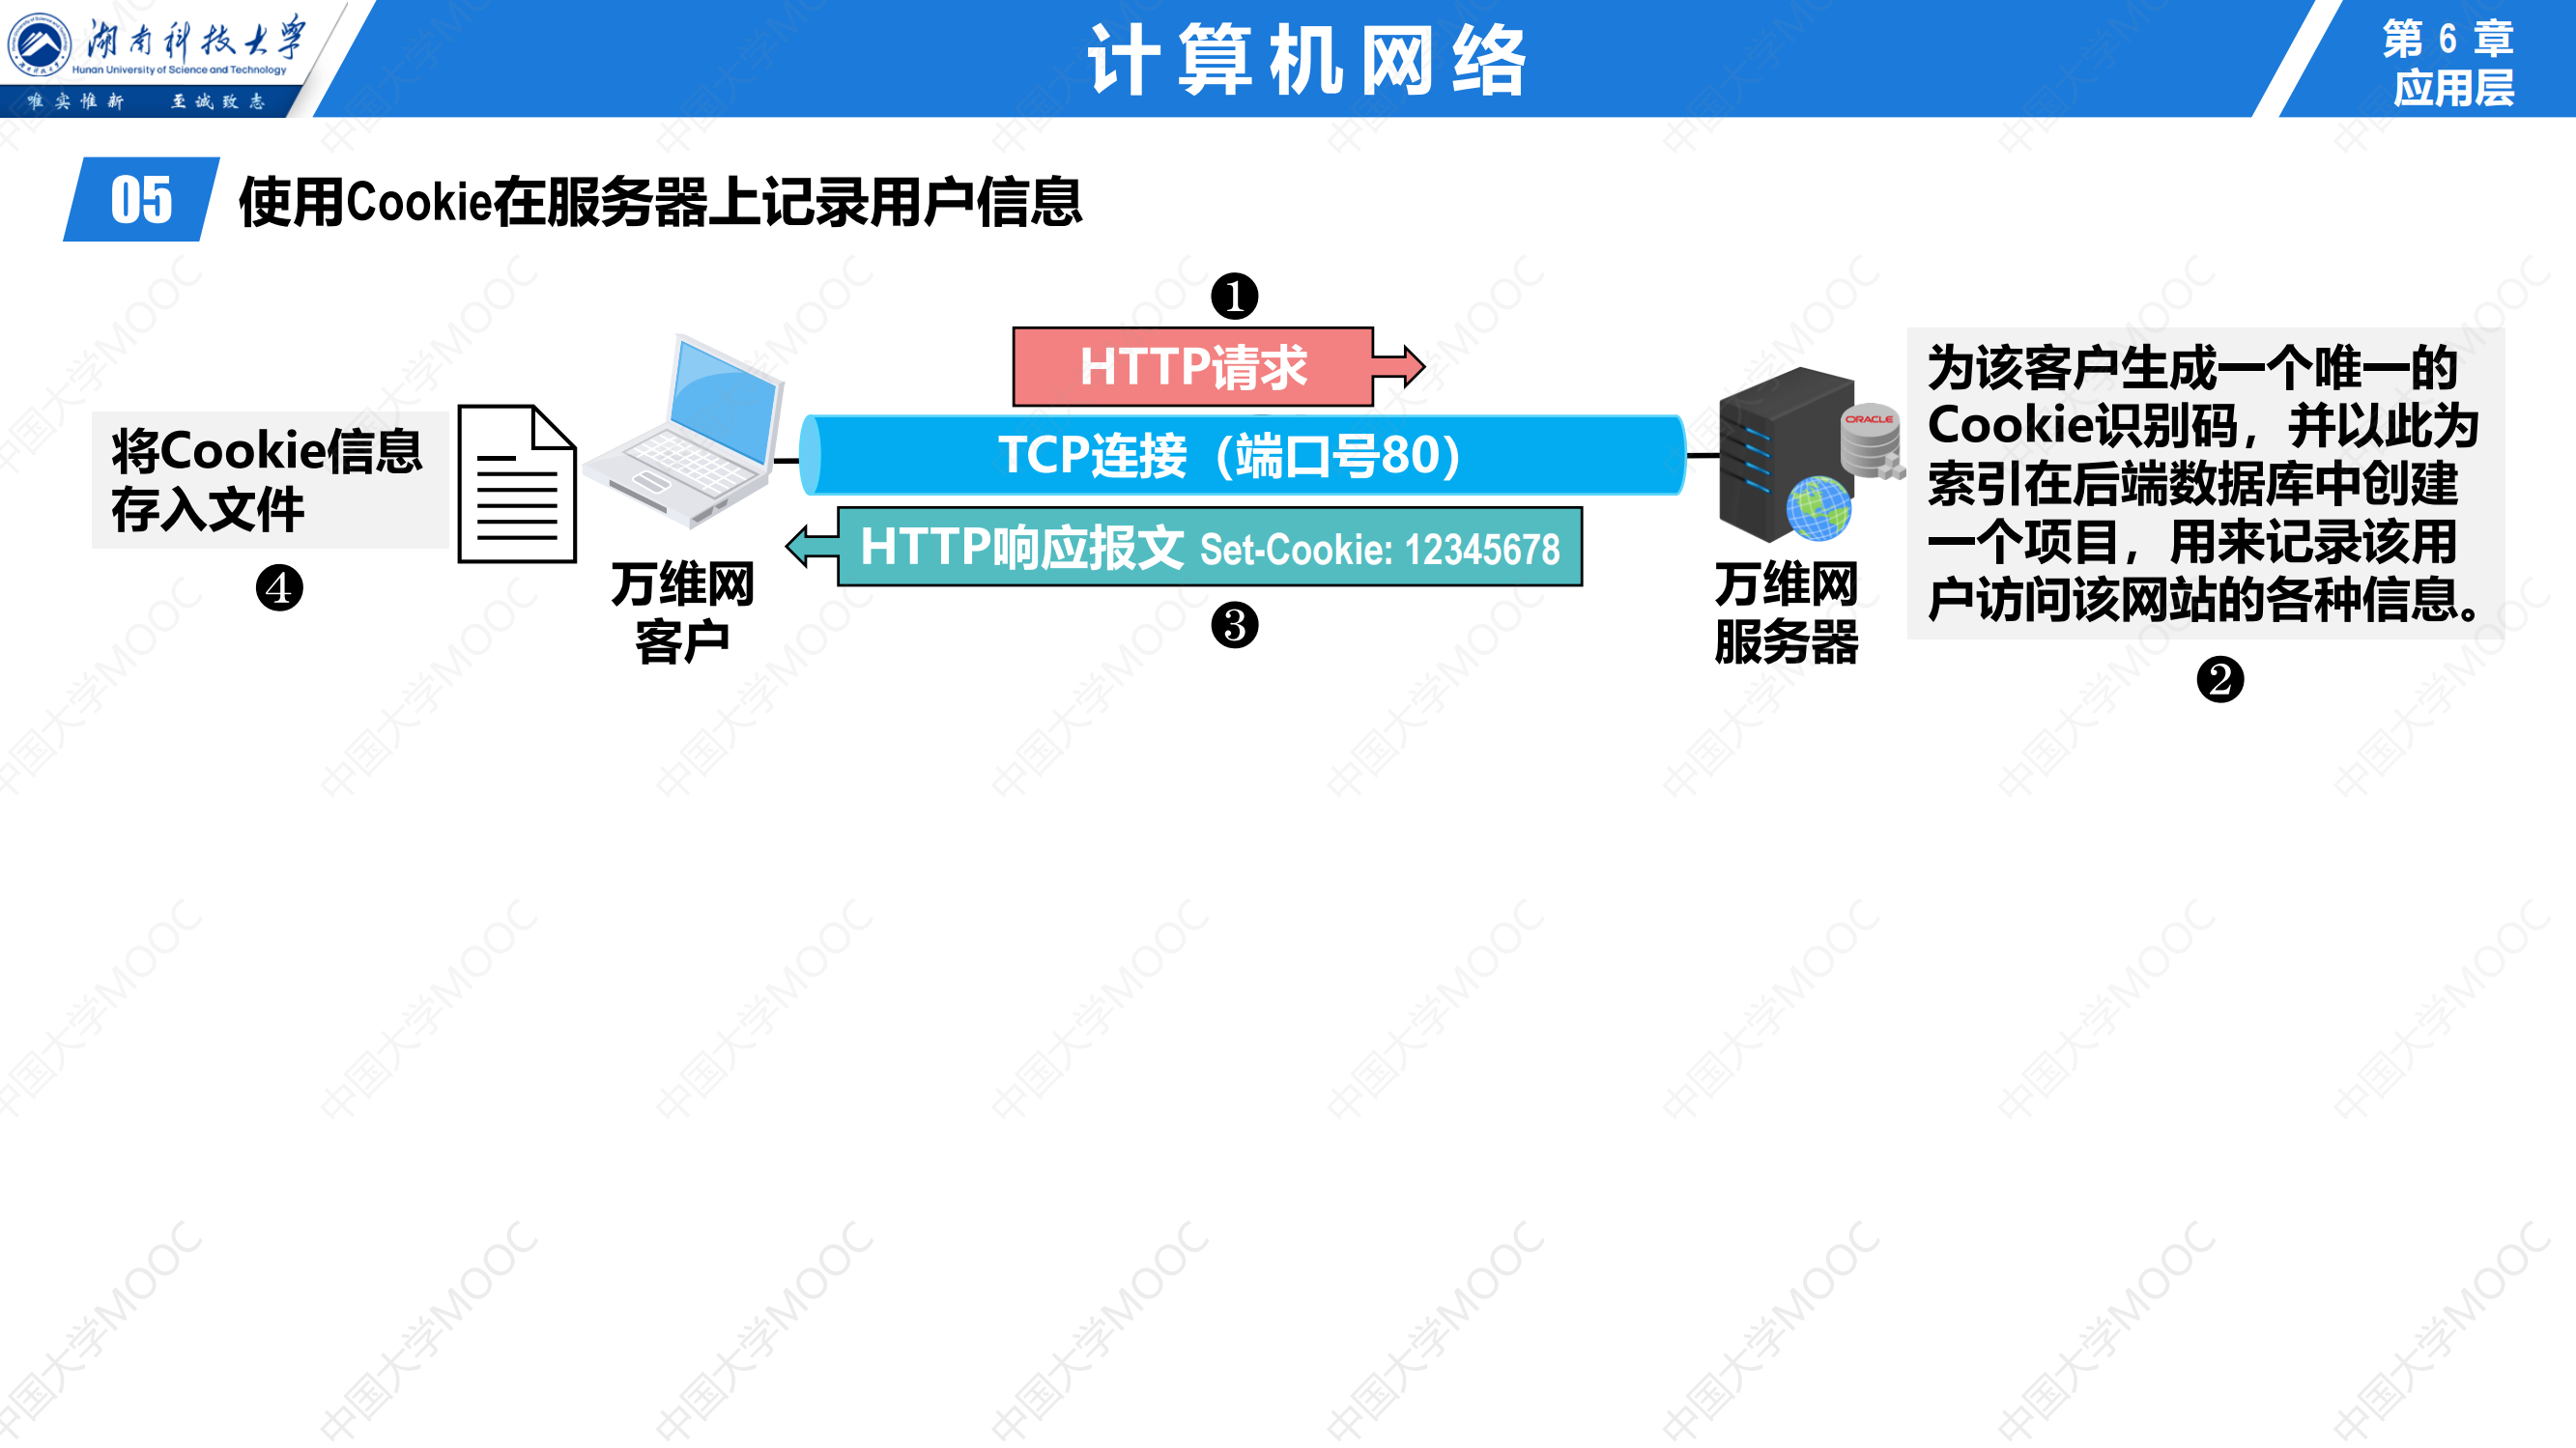 湖南科技大学
Hunan University of Science and Technology
唯实惟新 至诚致志
计算机网络
第 6 章
应用层
05 使用Cookie在服务器上记录用户信息
❶
HTTP请求
TCP连接（端口号80）
HTTP响应报文 Set-Cookie: 12345678
❸
将Cookie信息
存入文件
❹
万维网
客户
ORACLE
万维网
服务器
为该客户生成一个唯一的
Cookie识别码，并以此为
索引在后端数据库中创建
一个项目，用来记录该用
户访问该网站的各种信息。
❷
中国大学MOOC